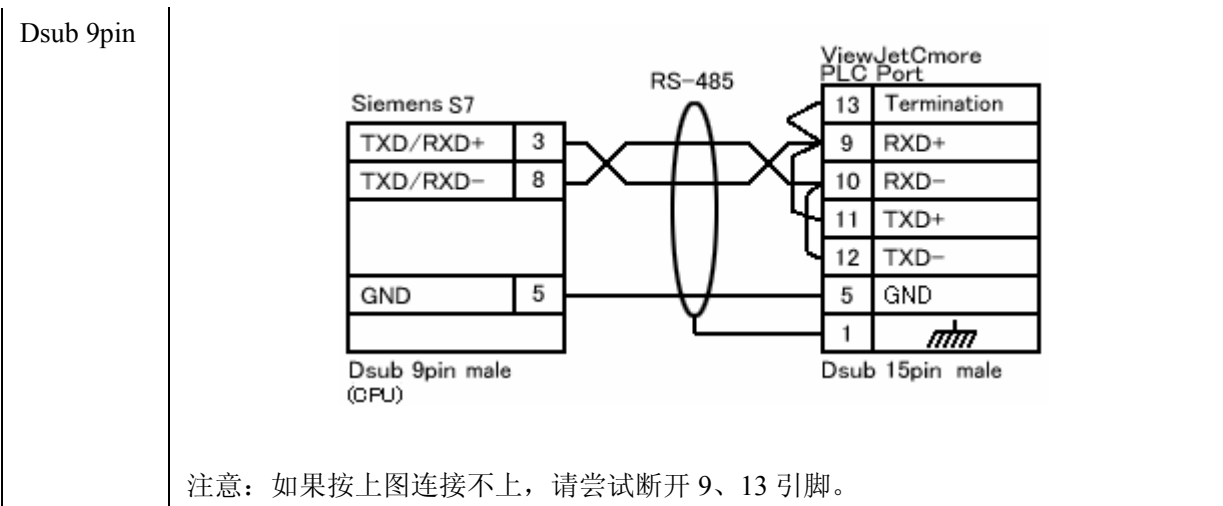 Dsub 9pin
ViewJetCmore
PLC Port
RS-485
Siemens S7
13 Termination
TXD/RXD+ 3
9 RXD+
TXD/RXD- 8
10 RXD-
11 TXD+
12 TXD-
GND 5
5 GND
1
Dsub 9pin male
(CPU)
Dsub 15pin male
注意：如果按上图连接不上，请尝试断开 9、13 引脚。